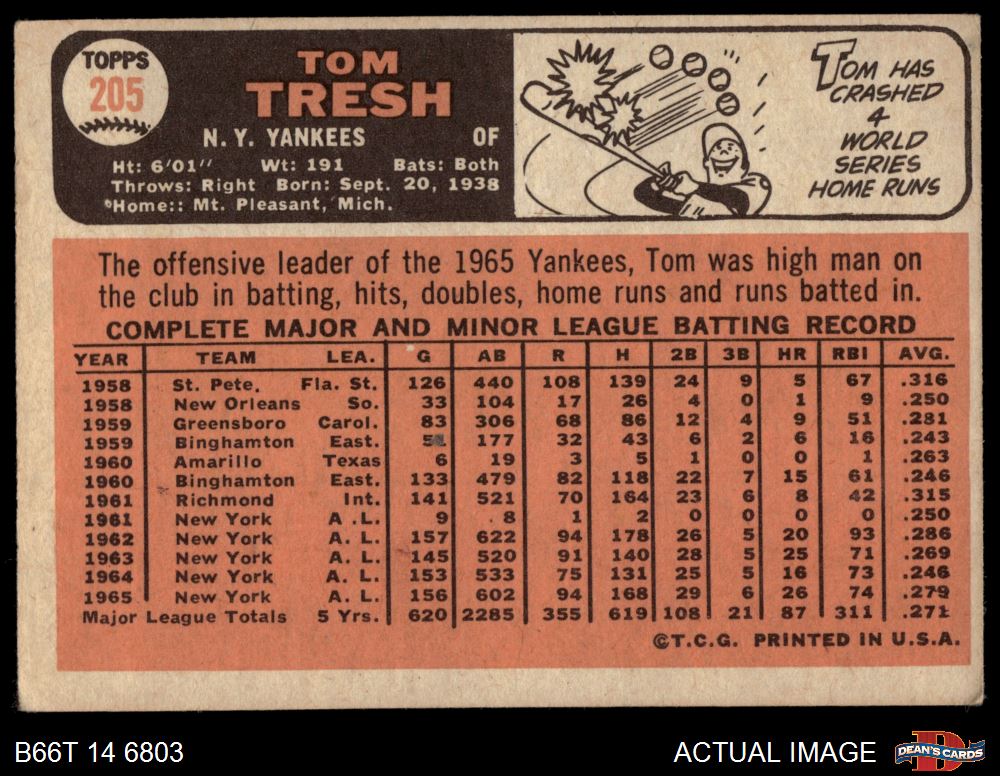 TOPPS
205
TOM
TRESH
N. Y. YANKEES OF
Ht: 6'01" Wt: 191 Bats: Both
Throws: Right Born: Sept. 20, 1938
Home:: Mt. Pleasant, Mich.
TOM HAS
CRASHED
4
WORLD
SERIES
HOME RUNS
The offensive leader of the 1965 Yankees, Tom was high man on
the club in batting, hits, doubles, home runs and runs batted in.
COMPLETE MAJOR AND MINOR LEAGUE BATTING RECORD
YEAR TEAM LEA. G AB R H 2B 3B HR RBI AVG.
1958 St. Pete. Fla. St. 126 440 108 139 24 9 5 67 .316
1958 New Orleans So. 33 104 17 26 4 0 1 9 .250
1959 Greensboro Carol. 83 306 68 86 12 4 9 51 .281
1959 Binghamton East. 177 32 43 6 2 6 16 .243
1960 Amarillo Texas 6 19 3 5 1 0 0 1 .263
1960 Binghamton East. 133 479 82 118 22 7 15 61 .246
1961 Richmond Int. 141 521 70 164 23 6 8 42 .315
1961 New York A. L. 9 8 1 2 0 0 0 0 .250
1962 New York A. L. 157 622 94 178 26 5 20 93 .286
1963 New York A. L. 145 520 91 140 28 5 25 71 .269
1964 New York A. L. 153 533 75 131 25 5 16 73 .246
1965 New York A. L. 156 602 94 168 29 6 26 74 .279
Major League Totals 5 Yrs. 620 2285 355 619 108 21 87 311 .271
©T.C.G. PRINTED IN U.S.A.
B66T 14 6803 ACTUAL IMAGE DEAN'S CARDS